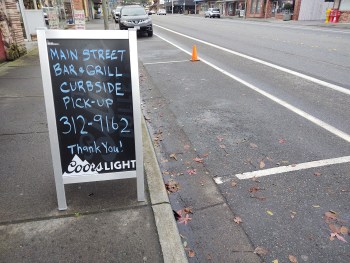 MAIN STREET
BAR & GRILL
CURBSIDE
PICK-UP
312-9162
Thank You!
Coors LIGHT